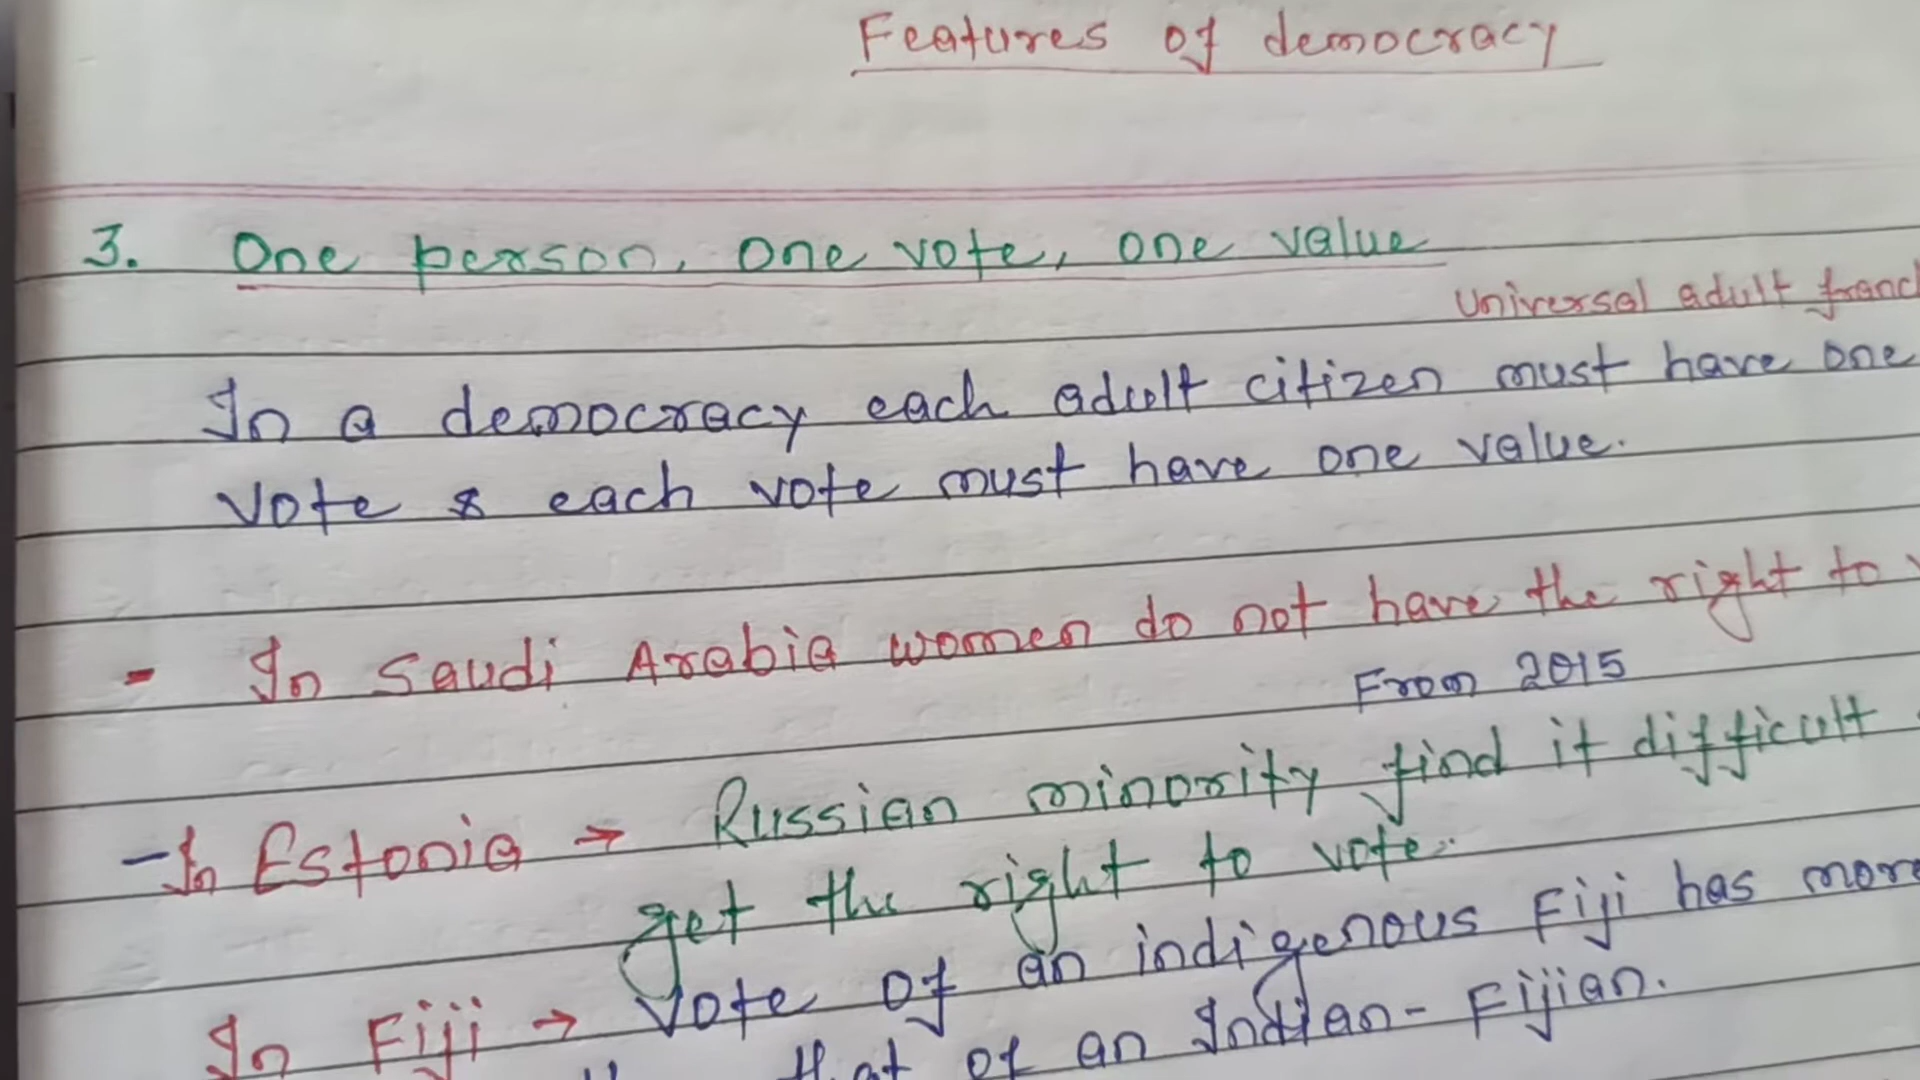 Features of democracy
3. One person, one vote, one value
Universal adult franch
In a democracy each adult citizen must have one
vote & each vote must have one value.
- In Saudi Arabia women do not have the right to
From 2015
- In Estonia → Russian minority find it difficult
get the right to vote.
In Fiji → Vote of an indigenous Fiji has more
that of an Indian-Fijian.